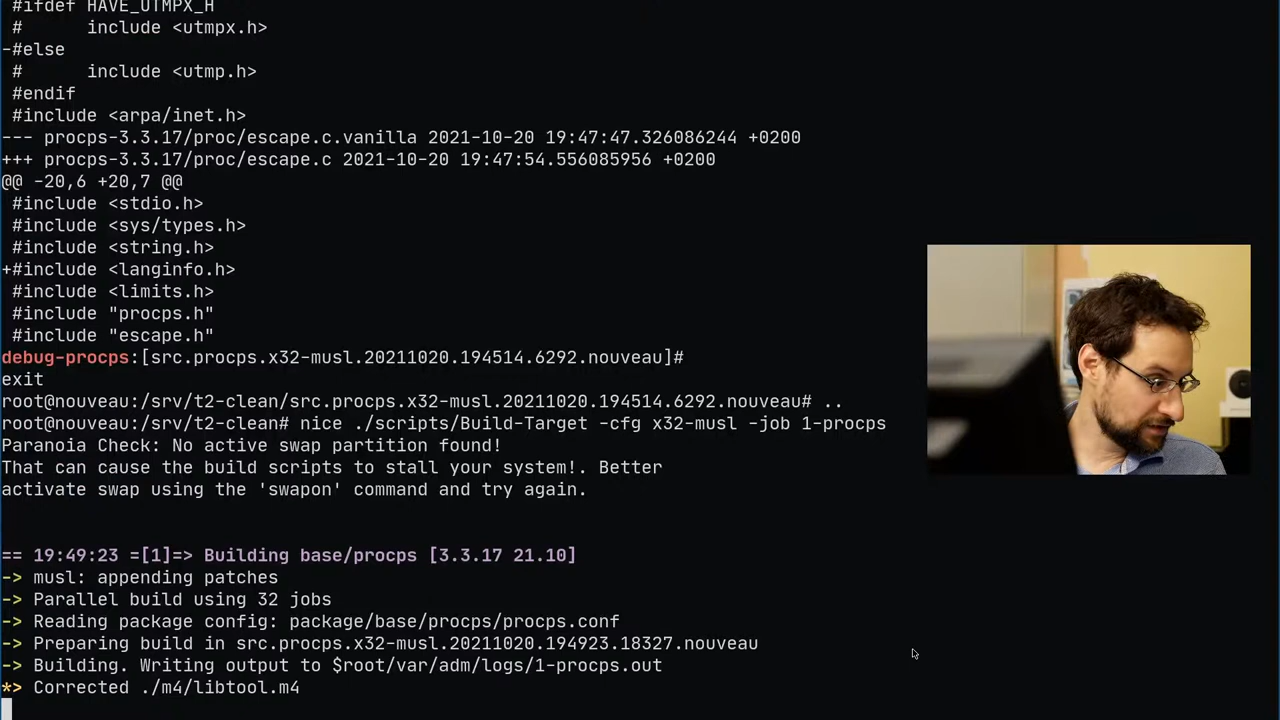 #ifdef HAVE_UTMPX_H
#      include <utmpx.h>
-#else
#      include <utmp.h>
#endif
#include <arpa/inet.h>
--- procps-3.3.17/proc/escape.c.vanilla 2021-10-20 19:47:47.326086244 +0200
+++ procps-3.3.17/proc/escape.c 2021-10-20 19:47:54.556085956 +0200
@@ -20,6 +20,7 @@
#include <stdio.h>
#include <sys/types.h>
#include <string.h>
+#include <langinfo.h>
#include <limits.h>
#include "procps.h"
#include "escape.h"
debug-procps:[src.procps.x32-musl.20211020.194514.6292.nouveau]#
exit
root@nouveau:/srv/t2-clean/src.procps.x32-musl.20211020.194514.6292.nouveau# ..
root@nouveau:/srv/t2-clean# nice ./scripts/Build-Target -cfg x32-musl -job 1-procps
Paranoia Check: No active swap partition found!
That can cause the build scripts to stall your system!. Better
activate swap using the 'swapon' command and try again.
== 19:49:23 =[1]=> Building base/procps [3.3.17 21.10]
-> musl: appending patches
-> Parallel build using 32 jobs
-> Reading package config: package/base/procps/procps.conf
-> Preparing build in src.procps.x32-musl.20211020.194923.18327.nouveau
-> Building. Writing output to $root/var/adm/logs/1-procps.out
*> Corrected ./m4/libtool.m4